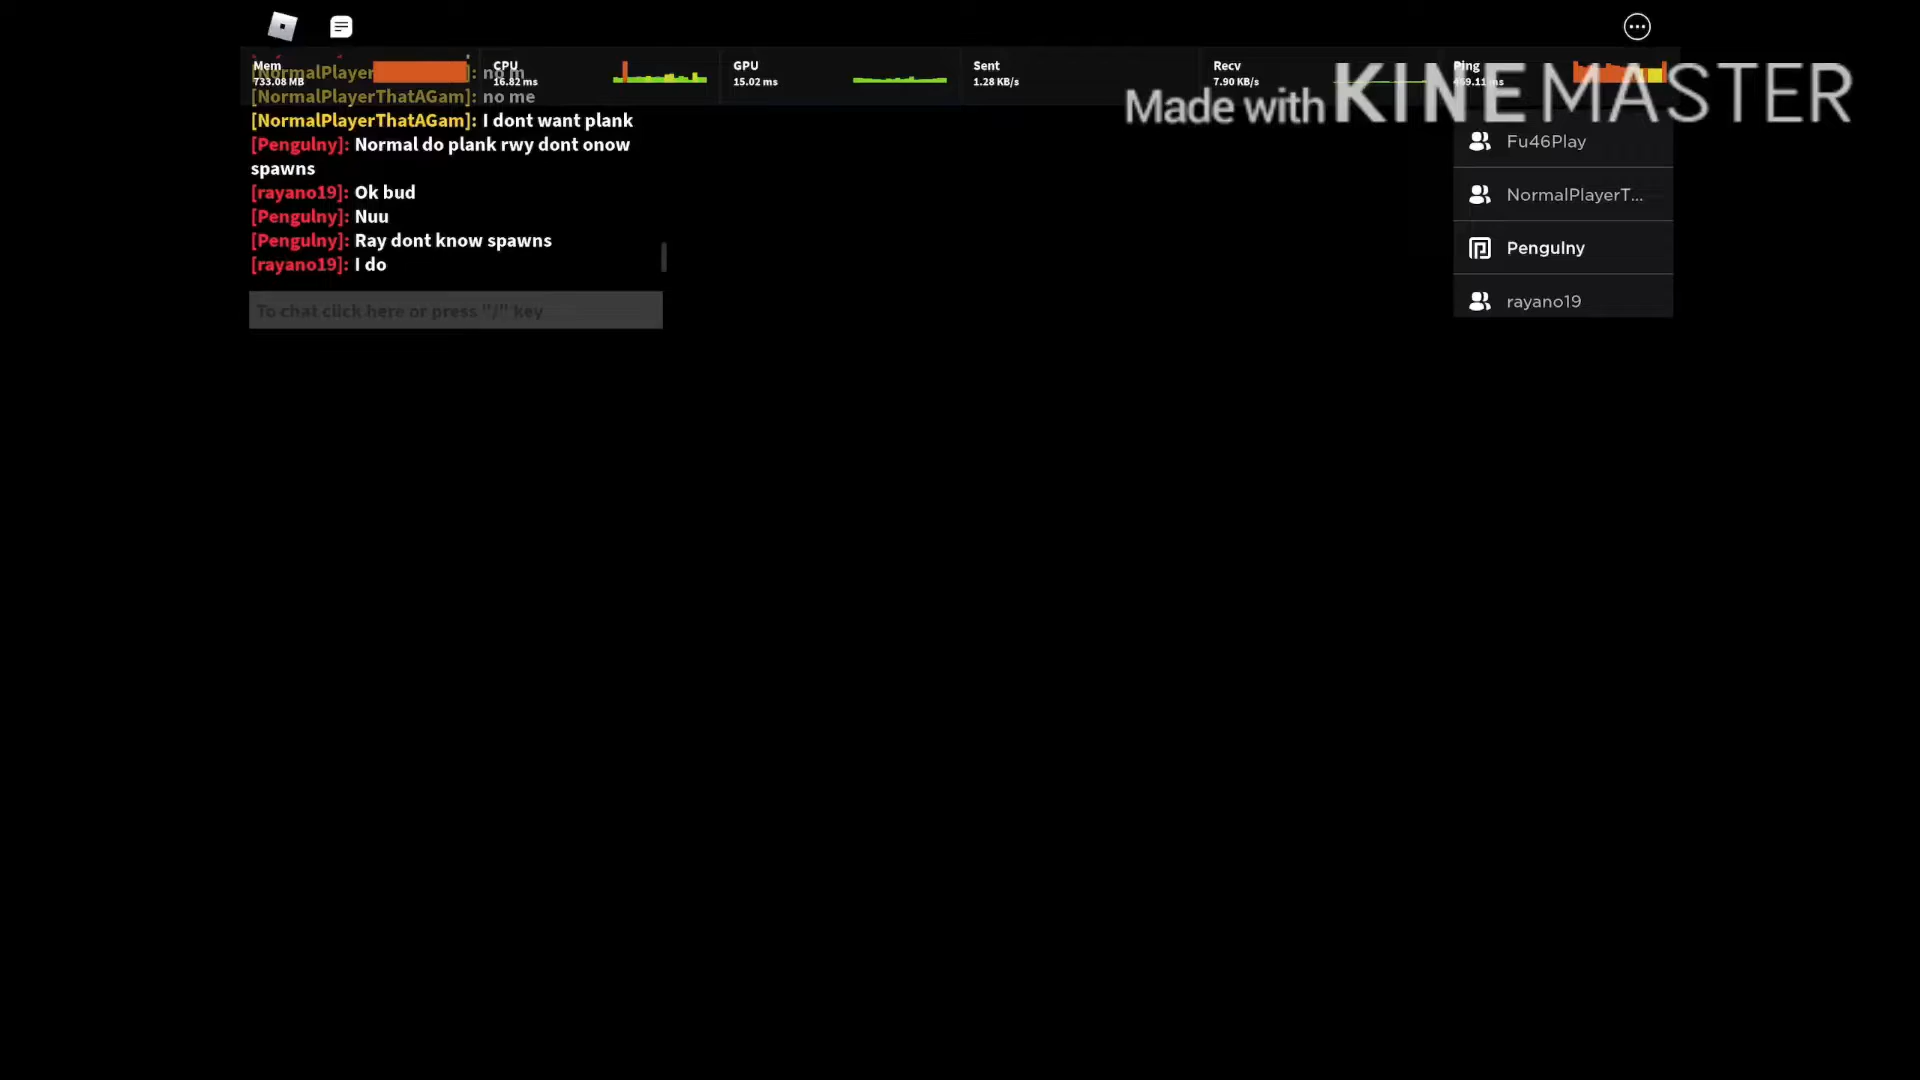 Mem
733.08 MB
CPU
16.82 ms
GPU
15.02 ms
Sent
1.28 KB/s
Recv
7.90 KB/s
Ping
Made with KINEMASTER
[NormalPlayer : no m
[NormalPlayerThatAGam]: no me
[NormalPlayerThatAGam]: I dont want plank
[Pengulny]: Normal do plank rwy dont onow
spawns
[rayano19]: Ok bud
[Pengulny]: Nuu
[Pengulny]: Ray dont know spawns
[rayano19]: I do
To chat click here or press "/" key
Fu46Play
NormalPlayerT...
Pengulny
rayano19